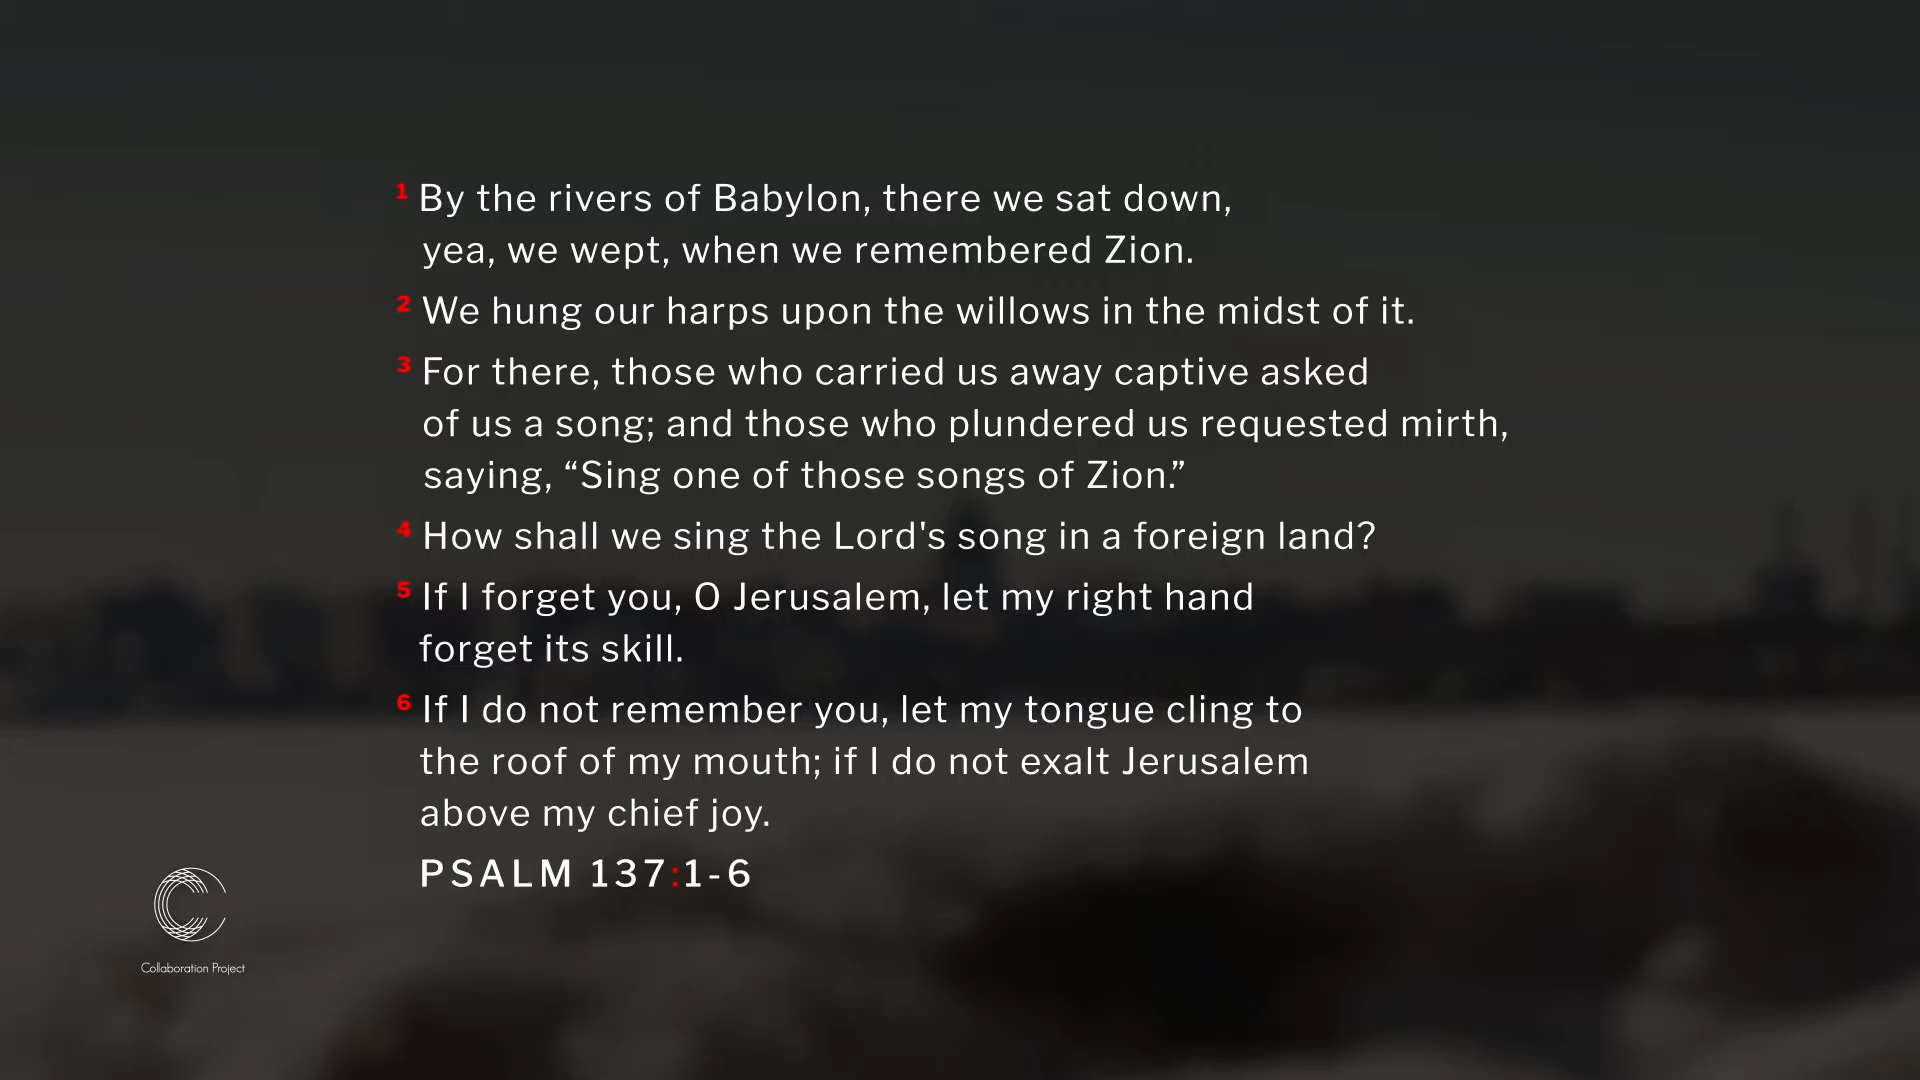 1 By the rivers of Babylon, there we sat down,
yea, we wept, when we remembered Zion.
2 We hung our harps upon the willows in the midst of it.
3 For there, those who carried us away captive asked
of us a song; and those who plundered us requested mirth,
saying, “Sing one of those songs of Zion.”
4 How shall we sing the Lord's song in a foreign land?
5 If I forget you, O Jerusalem, let my right hand
forget its skill.
6 If I do not remember you, let my tongue cling to
the roof of my mouth; if I do not exalt Jerusalem
above my chief joy.
PSALM 137:1-6
Collaboration Project